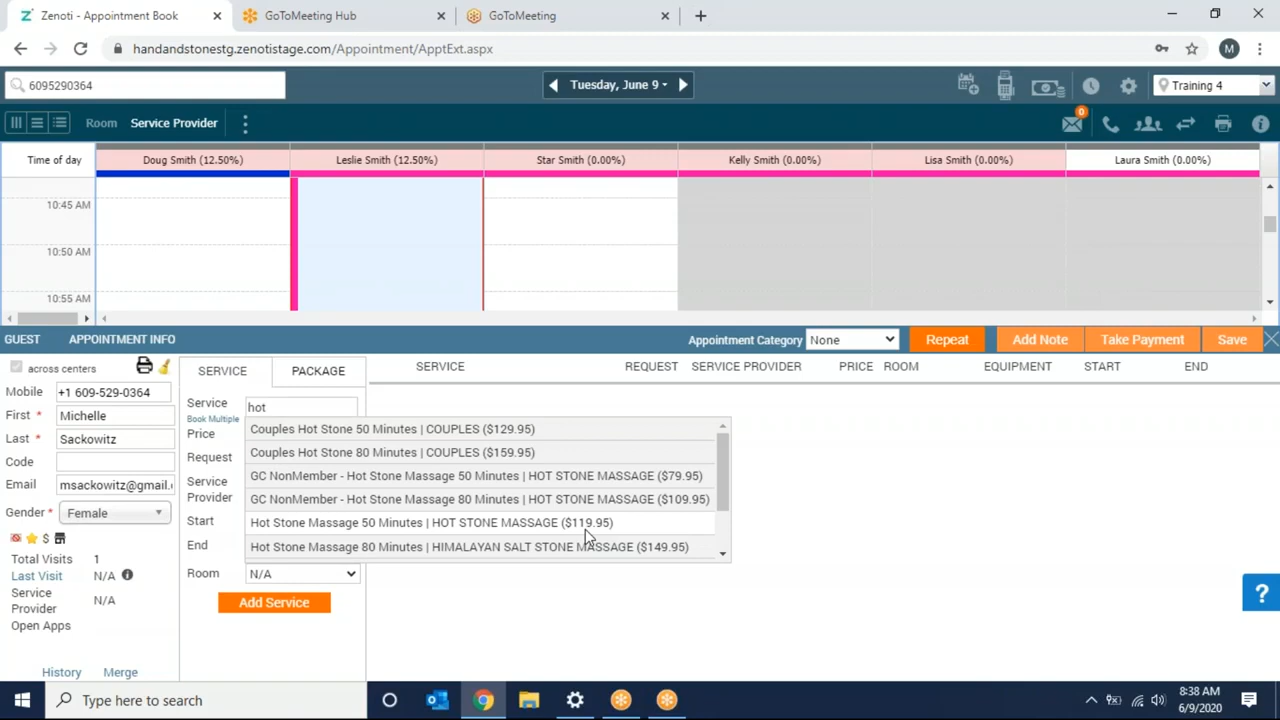 Zenoti - Appointment Book
GoToMeeting Hub
GoToMeeting
handandstonestg.zenotistage.com/Appointment/ApptExt.aspx
M
6095290364
Tuesday, June 9
Training 4
Room
Service Provider
0
Time of day
Doug Smith (12.50%)
Leslie Smith (12.50%)
Star Smith (0.00%)
Kelly Smith (0.00%)
Lisa Smith (0.00%)
Laura Smith (0.00%)
10:45 AM
10:50 AM
10:55 AM
GUEST
APPOINTMENT INFO
Appointment Category
None
Repeat
Add Note
Take Payment
Save
across centers
SERVICE
PACKAGE
SERVICE
REQUEST
SERVICE PROVIDER
PRICE
ROOM
EQUIPMENT
START
END
Mobile
+1 609-529-0364
First *
Michelle
Last *
Sackowitz
Code
Email
msackowitz@gmail.
Gender *
Female
Total Visits
1
Last Visit
N/A
Service Provider
N/A
Open Apps
History
Merge
Service
hot
Book Multiple
Price
Request
Service Provider
Start
End
Room
N/A
Couples Hot Stone 50 Minutes | COUPLES ($129.95)
Couples Hot Stone 80 Minutes | COUPLES ($159.95)
GC NonMember - Hot Stone Massage 50 Minutes | HOT STONE MASSAGE ($79.95)
GC NonMember - Hot Stone Massage 80 Minutes | HOT STONE MASSAGE ($109.95)
Hot Stone Massage 50 Minutes | HOT STONE MASSAGE ($119.95)
Hot Stone Massage 80 Minutes | HIMALAYAN SALT STONE MASSAGE ($149.95)
Add Service
?
Type here to search
8:38 AM
6/9/2020